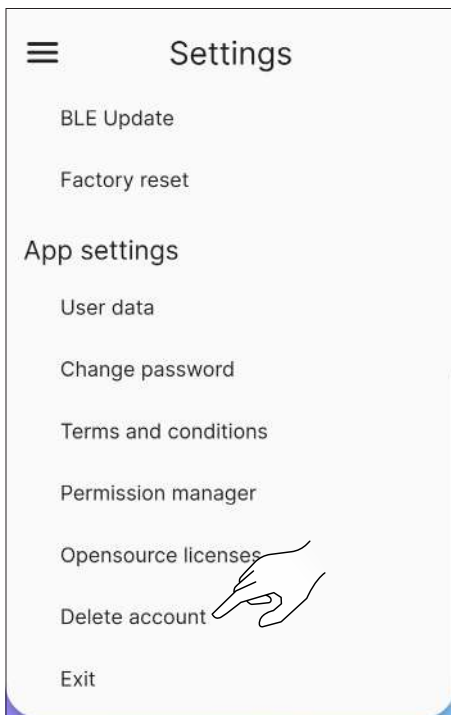 Settings
BLE Update
Factory reset
App settings
User data
Change password
Terms and conditions
Permission manager
Opensource licenses
Delete account
Exit